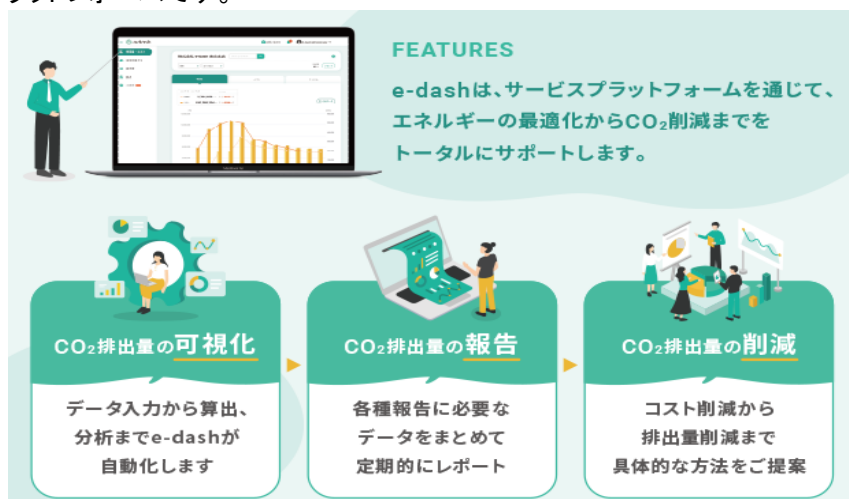 FEATURES
e-dashは、サービスプラットフォームを通じて、
エネルギーの最適化からCO₂削減までを
トータルにサポートします。
CO₂排出量の可視化
データ入力から算出、
分析までe-dashが
自動化します
CO₂排出量の報告
各種報告に必要な
データをまとめて
定期的にレポート
CO₂排出量の削減
コスト削減から
排出量削減まで
具体的な方法をご提案